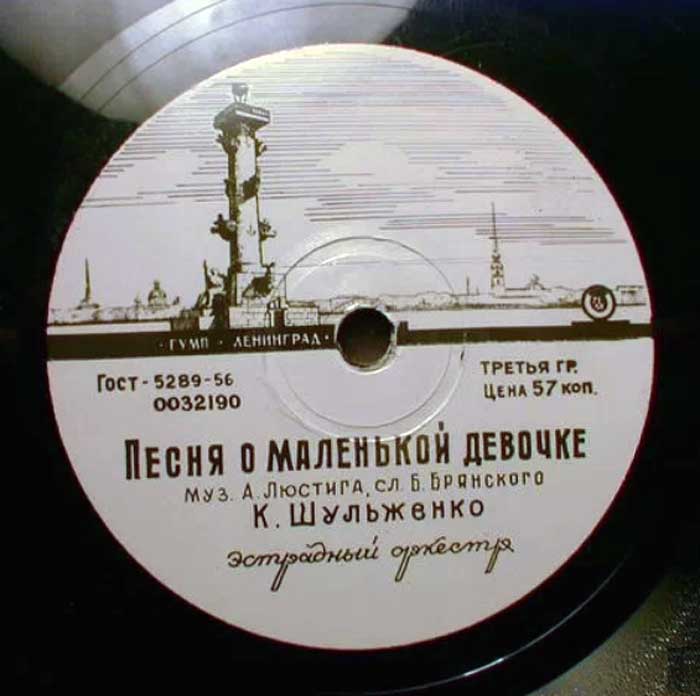 · ГУМП · ЛЕНИНГРАД ·
ГОСТ - 5289-56
0032190
ТРЕТЬЯ ГР.
ЦЕНА 57 КОП.
ПЕСНЯ О МАЛЕНЬКОЙ ДЕВОЧКЕ
МУЗ. А. ЛЮСТИГА, СЛ. Б. БРЯНСКОГО
К. ШУЛЬЖЕНКО
эстрадный оркестр